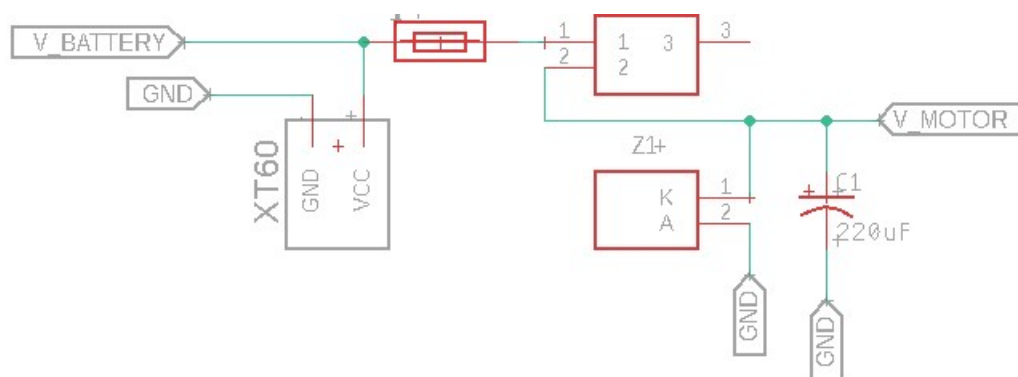 V_BATTERY
GND
XT60
GND
VCC
1
2
1
2
3
3
V_MOTOR
Z1
K
A
1
2
C1
220uF
GND
GND